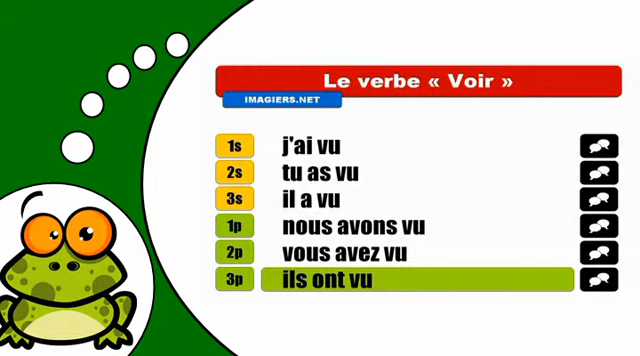 Le verbe « Voir »
IMAGIERS.NET
1s j'ai vu
2s tu as vu
3s il a vu
1p nous avons vu
2p vous avez vu
3p ils ont vu